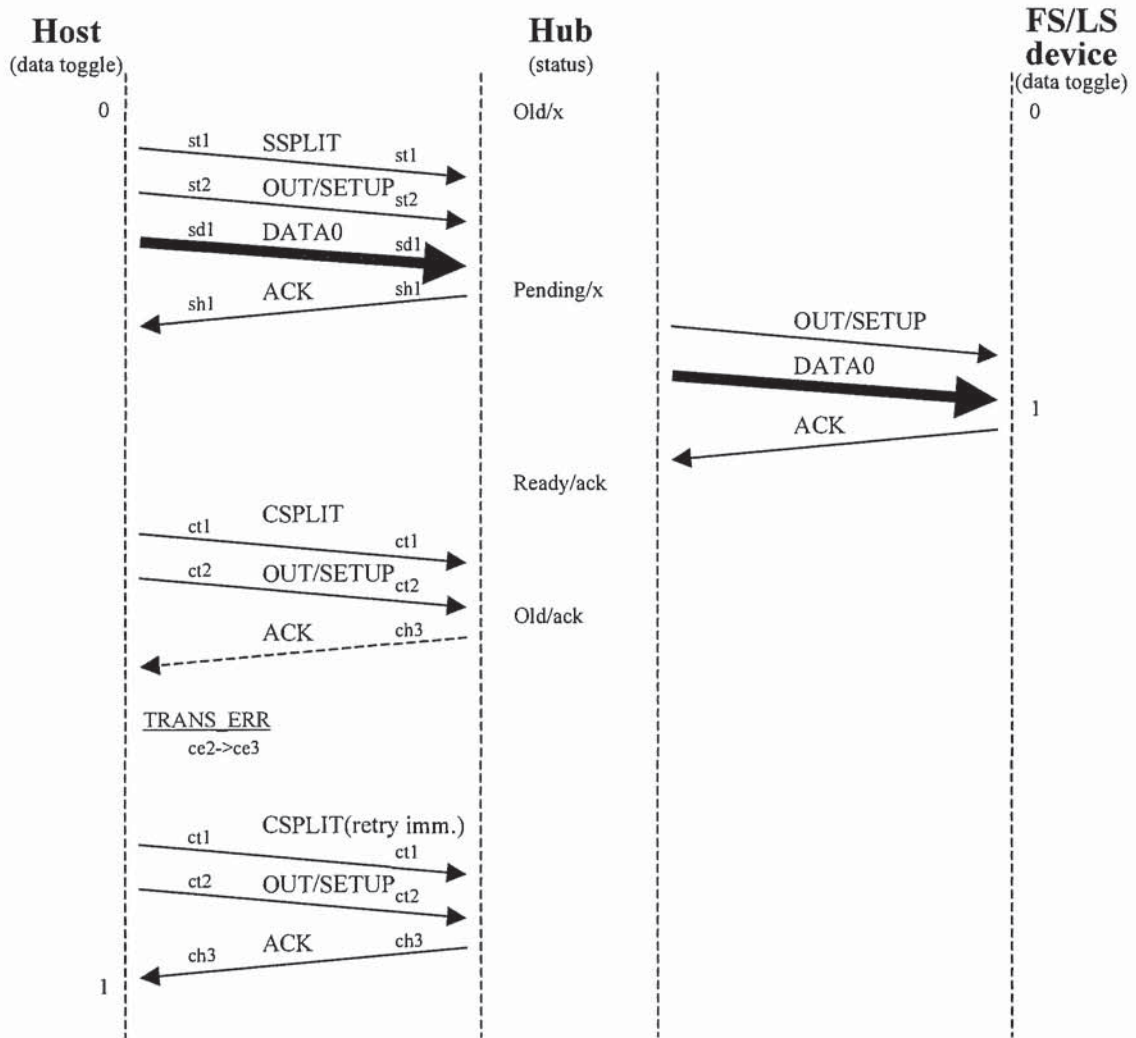 Host
(data toggle)
Hub
(status)
FS/LS
device
(data toggle)
0
Old/x
0
st1 SSPLIT st1
st2 OUT/SETUP st2
sd1 DATA0 sd1
sh1 ACK sh1
Pending/x
OUT/SETUP
DATA0
1
ACK
Ready/ack
ct1 CSPLIT ct1
ct2 OUT/SETUP ct2
Old/ack
ACK ch3
TRANS_ERR
ce2->ce3
ct1 CSPLIT(retry imm.) ct1
ct2 OUT/SETUP ct2
ch3 ACK ch3
1